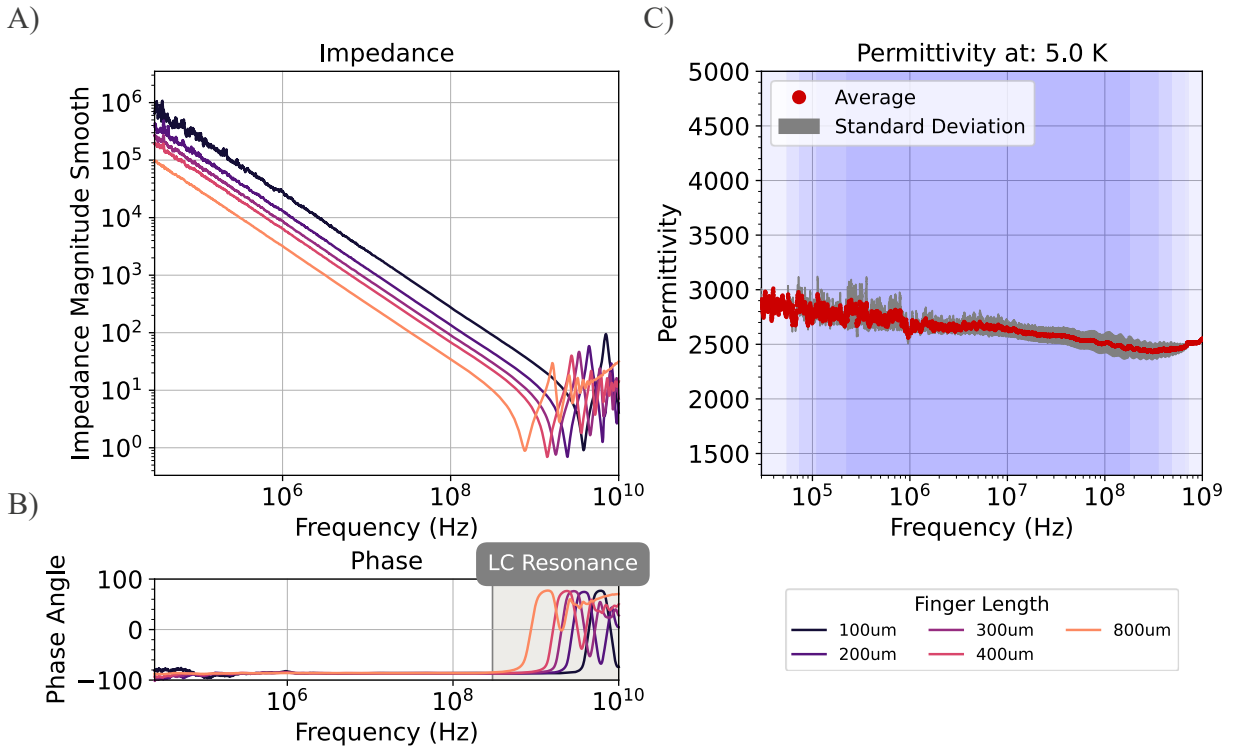 A)
Impedance
Impedance Magnitude Smooth
10^6
10^5
10^4
10^3
10^2
10^1
10^0
10^6
10^8
10^10
Frequency (Hz)
B)
Phase
LC Resonance
Phase Angle
100
0
−100
10^6
10^8
10^10
Frequency (Hz)
C)
Permittivity at: 5.0 K
Average
Standard Deviation
Permittivity
5000
4500
4000
3500
3000
2500
2000
1500
10^5
10^6
10^7
10^8
10^9
Frequency (Hz)
Finger Length
100um
300um
800um
200um
400um